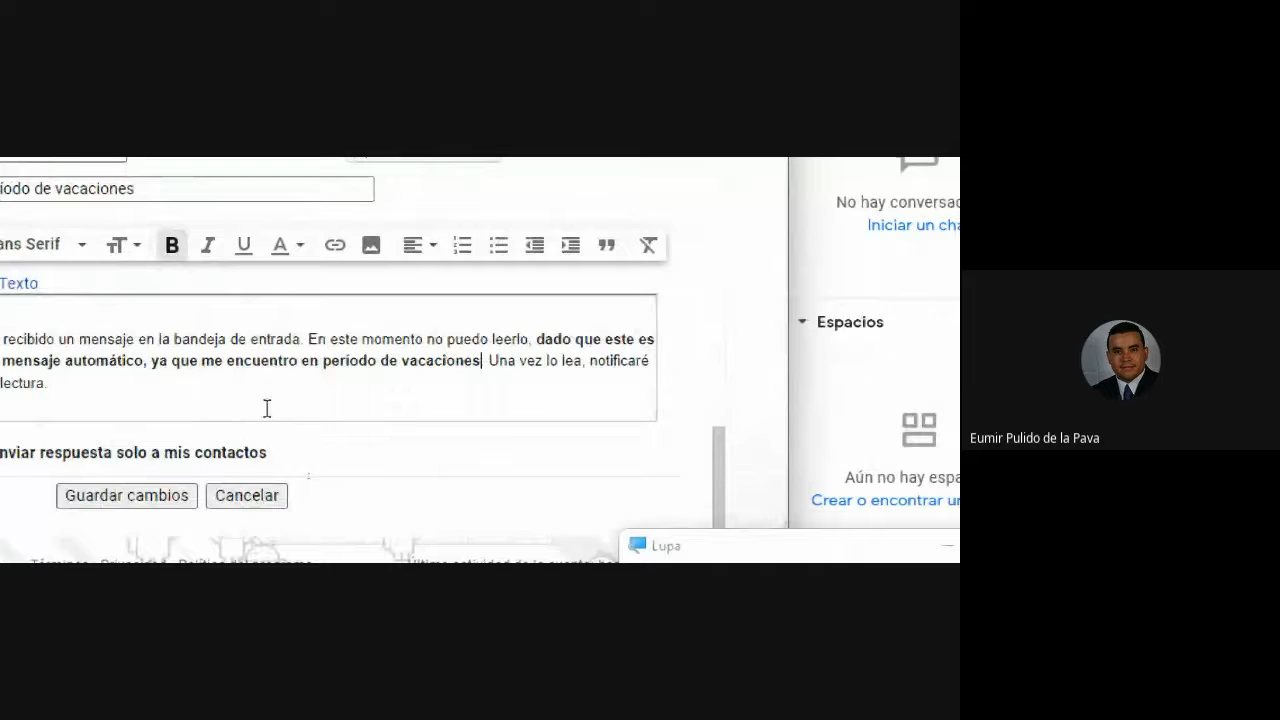 íodo de vacaciones
No hay conversac
Iniciar un cha
ans Serif
Texto
recibido un mensaje en la bandeja de entrada. En este momento no puedo leerlo, dado que este es
mensaje automático, ya que me encuentro en período de vacaciones Una vez lo lea, notificaré
lectura.
Espacios
nviar respuesta solo a mis contactos
Guardar cambios Cancelar
Aún no hay espa
Crear o encontrar un
Lupa
Eumir Pulido de la Pava